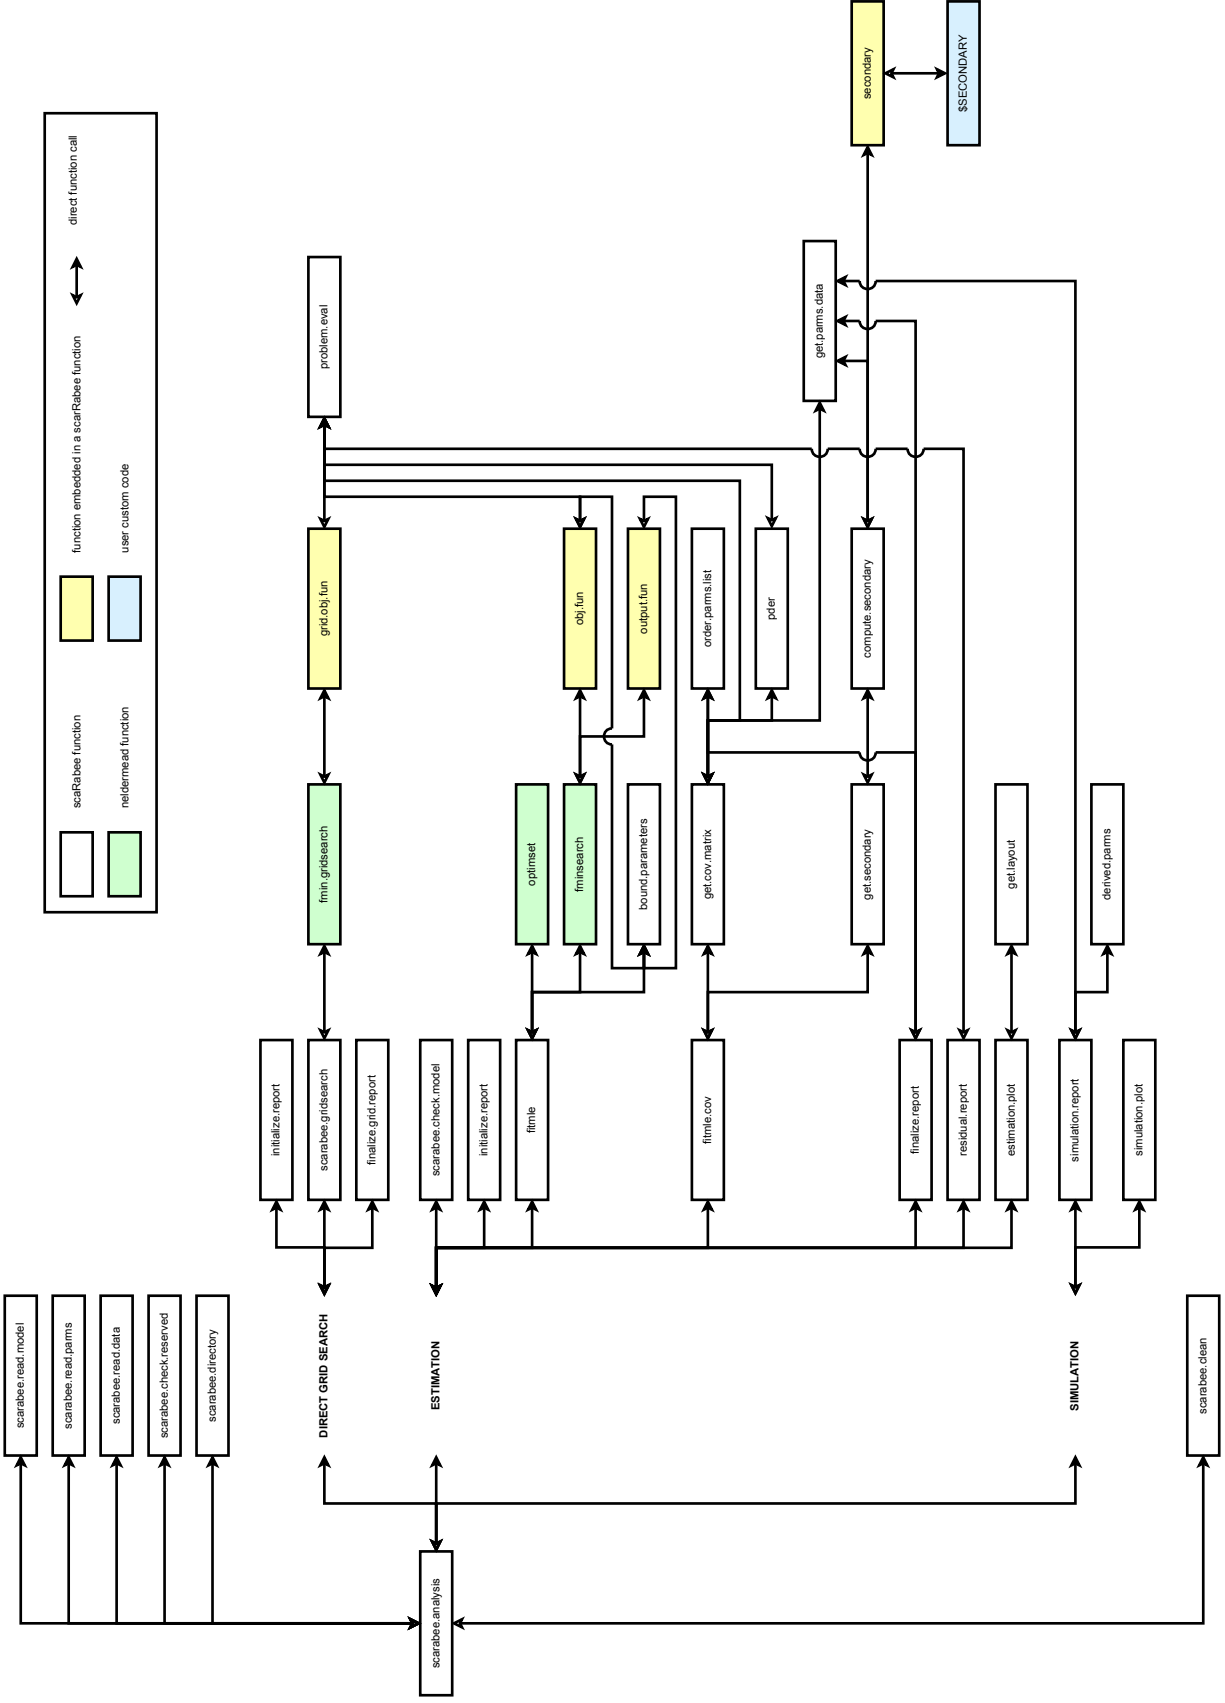 scaRabee function
neldermead function
function embedded in a scarRabee function
user custom code
direct function call
scarabee.read.model
scarabee.read.parms
scarabee.read.data
scarabee.check.reserved
scarabee.directory
scarabee.analysis
scarabee.clean
DIRECT GRID SEARCH
ESTIMATION
SIMULATION
initialize.report
scarabee.gridsearch
finalize.grid.report
scarabee.check.model
initialize.report
fitmle
fitmle.cov
finalize.report
residual.report
estimation.plot
simulation.report
simulation.plot
fmin.gridsearch
optimset
fminsearch
bound.parameters
get.cov.matrix
get.secondary
get.layout
derived.parms
grid.obj.fun
obj.fun
output.fun
order.parms.list
pder
compute.secondary
problem.eval
get.parms.data
secondary
$SECONDARY